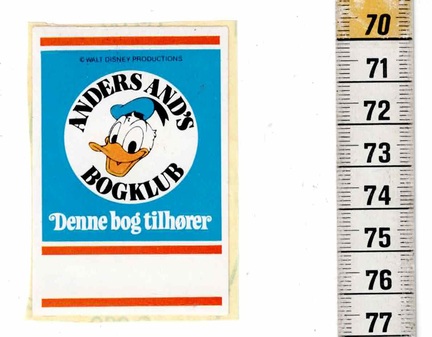 © WALT DISNEY PRODUCTIONS
ANDERS AND'S
BOGKLUB
Denne bog tilhører
70
71
72
73
74
75
76
77